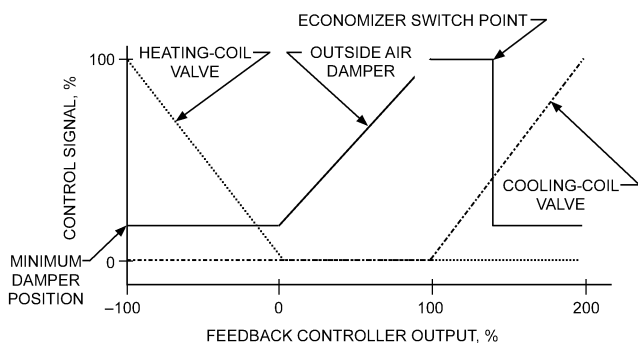 ECONOMIZER SWITCH POINT
HEATING-COIL
VALVE
OUTSIDE AIR
DAMPER
100
CONTROL SIGNAL, %
COOLING-COIL
VALVE
0
MINIMUM
DAMPER
POSITION
–100
0
100
200
FEEDBACK CONTROLLER OUTPUT, %